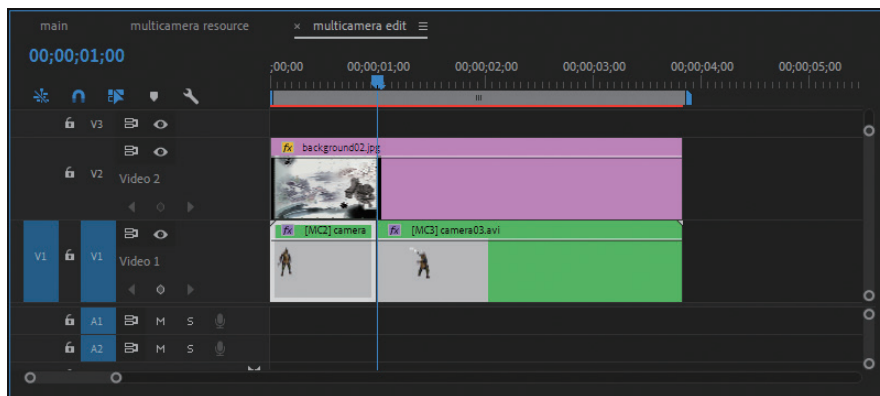 main multicamera resource × multicamera edit
00;00;01;00
;00;00 00;00;01;00 00;00;02;00 00;00;03;00 00;00;04;00 00;00;05;00
V3
fx background02.jpg
V2 Video 2
fx [MC2] camera fx [MC3] camera03.avi
V1 V1 Video 1
A1 M S
A2 M S